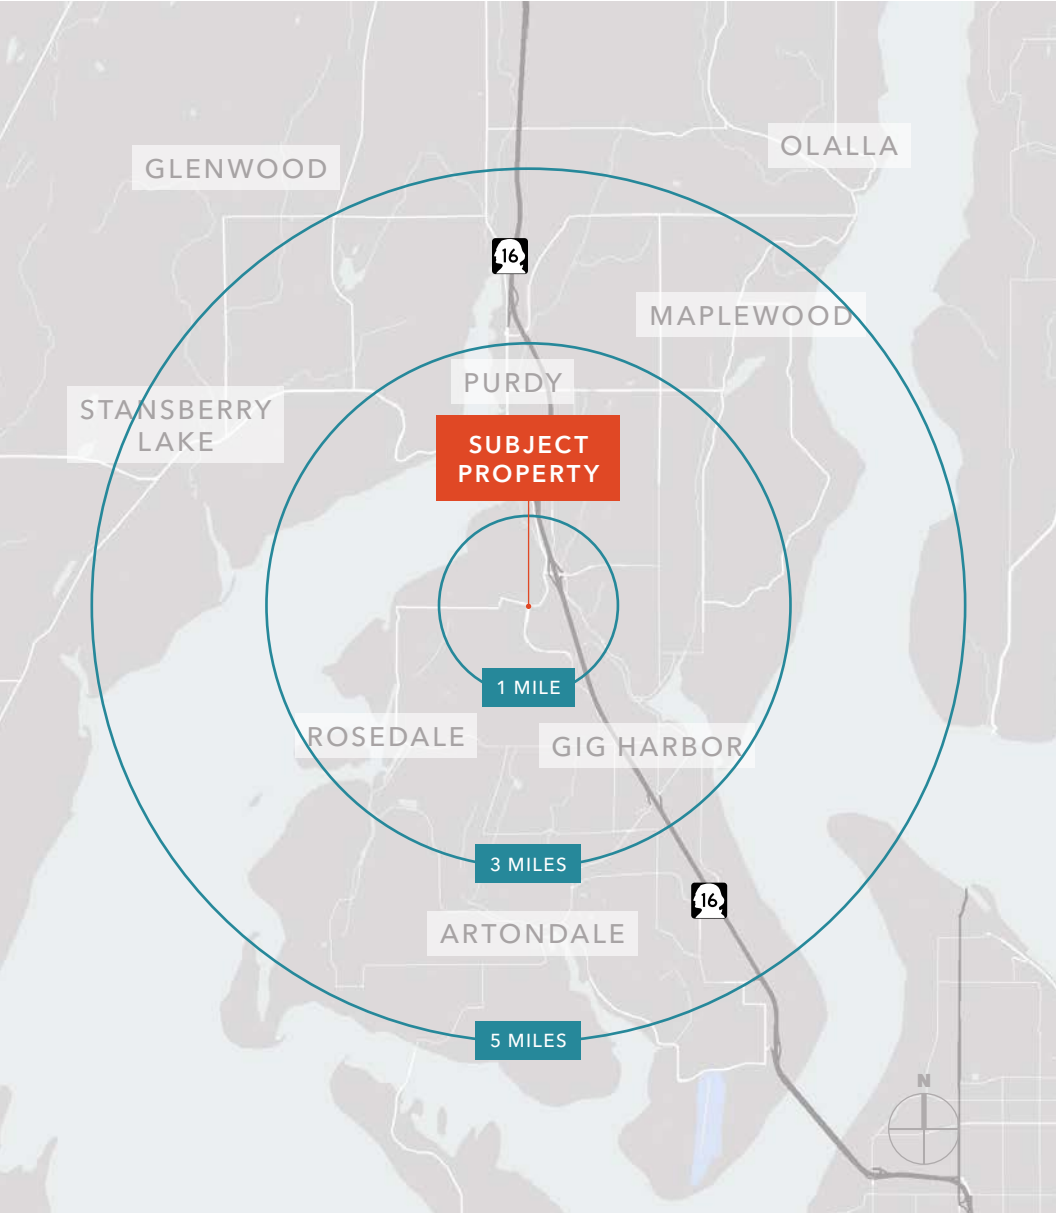 OLALLA
GLENWOOD
16
MAPLEWOOD
PURDY
STANSBERRY
LAKE
SUBJECT
PROPERTY
1 MILE
ROSEDALE
GIG HARBOR
3 MILES
16
ARTONDALE
5 MILES
N